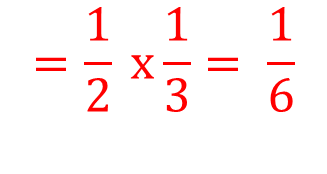 = 1/2 x 1/3 = 1/6